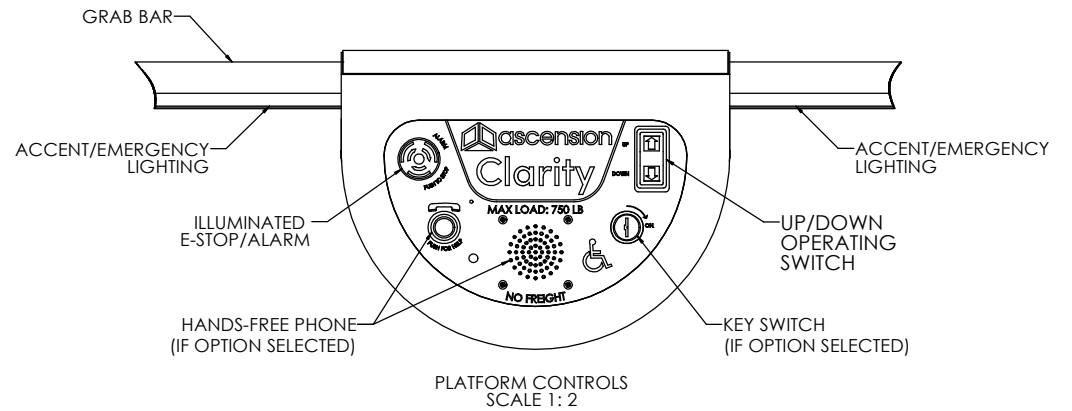 GRAB BAR
ACCENT/EMERGENCY
LIGHTING
ACCENT/EMERGENCY
LIGHTING
ILLUMINATED
E-STOP/ALARM
ALARM
PUSH TO STOP
ascension
Clarity
UP
DOWN
MAX LOAD: 750 LB
PUSH FOR HELP
ON
NO FREIGHT
UP/DOWN
OPERATING
SWITCH
HANDS-FREE PHONE
(IF OPTION SELECTED)
KEY SWITCH
(IF OPTION SELECTED)
PLATFORM CONTROLS
SCALE 1: 2